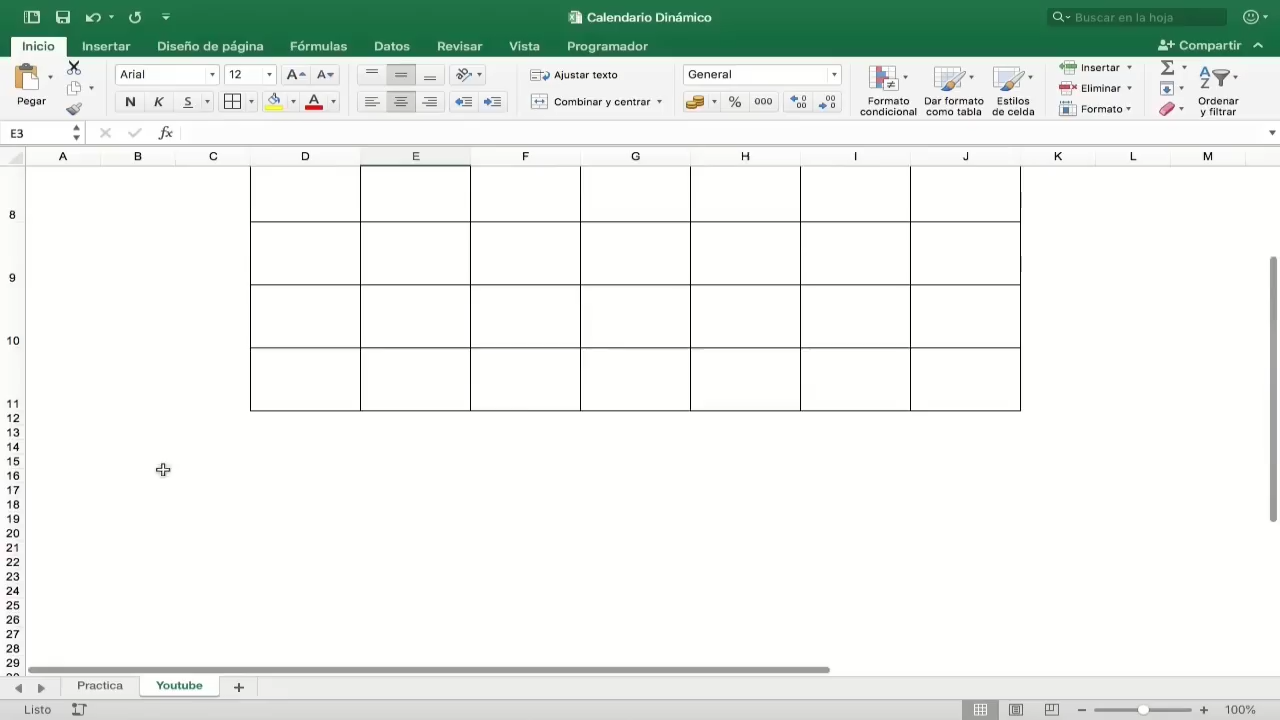 Calendario Dinámico
Buscar en la hoja
Inicio Insertar Diseño de página Fórmulas Datos Revisar Vista Programador
Compartir
Pegar
Arial 12
N K S
A
Ajustar texto
Combinar y centrar
General
% 000
Formato condicional
Dar formato como tabla
Estilos de celda
Insertar
Eliminar
Formato
Ordenar y filtrar
E3
fx
A B C D E F G H I J K L M
8
9
10
11
12
13
14
15
16
17
18
19
20
21
22
23
24
25
26
27
28
29
Practica Youtube +
Listo
100%